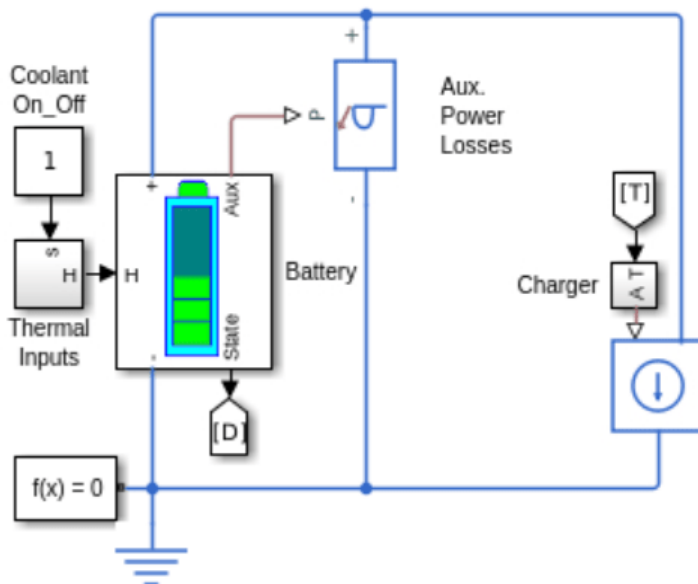 Coolant
On_Off
1
s
H
Thermal
Inputs
H
+
Aux
-
State
Battery
[D]
+
P
-
Aux.
Power
Losses
[T]
Charger
A T
f(x) = 0